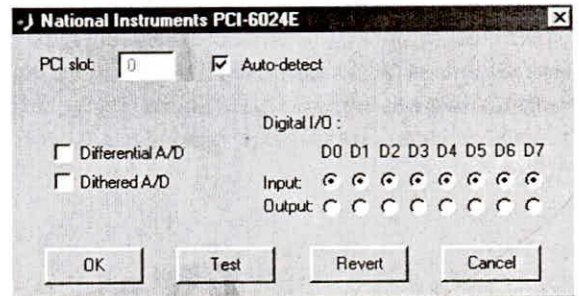 National Instruments PCI-6024E
PCI slot: 0 Auto-detect
Digital I/O :
Differential A/D D0 D1 D2 D3 D4 D5 D6 D7
Dithered A/D Input:
Output:
OK Test Revert Cancel